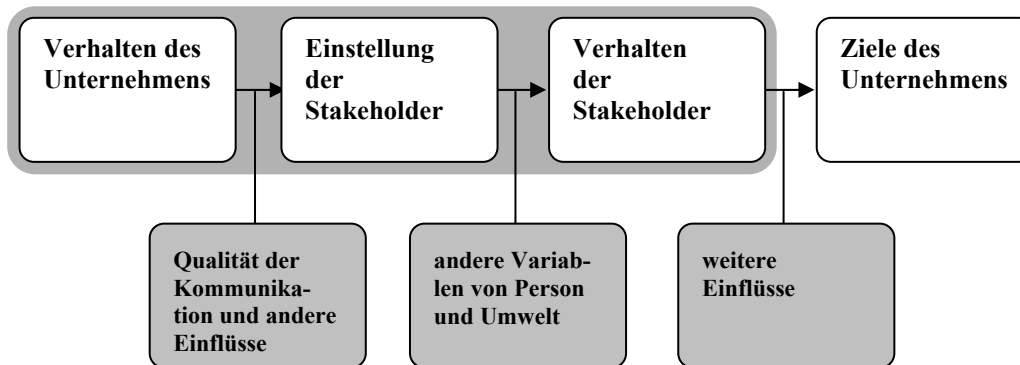 Verhalten des
Unternehmens
Einstellung
der
Stakeholder
Verhalten
der
Stakeholder
Ziele des
Unternehmens
Qualität der
Kommunika-
tion und andere
Einflüsse
andere Variab-
len von Person
und Umwelt
weitere
Einflüsse